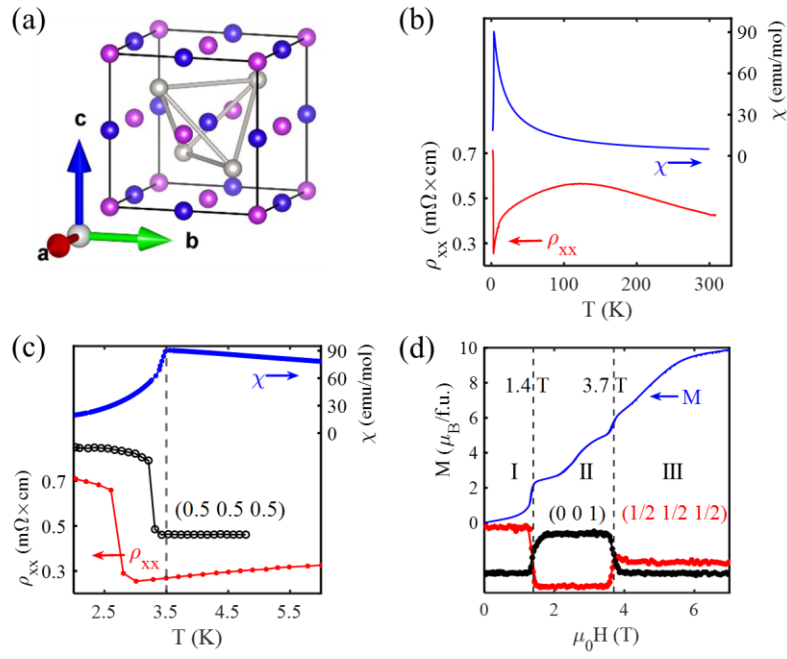 (a)
c
a
b
(b)
90
60
30
0
χ (emu/mol)
χ
0.7
0.5
0.3
ρxx (mΩ×cm)
ρxx
0
100
200
300
T (K)
(c)
90
60
30
0
χ (emu/mol)
χ
0.7
0.5
0.3
ρxx (mΩ×cm)
(0.5 0.5 0.5)
ρxx
2.5
3.5
4.5
5.5
T (K)
(d)
10
8
6
4
2
0
M (μB/f.u.)
1.4 T
3.7 T
M
I
II
III
(0 0 1)
(1/2 1/2 1/2)
0
2
4
6
μ0H (T)